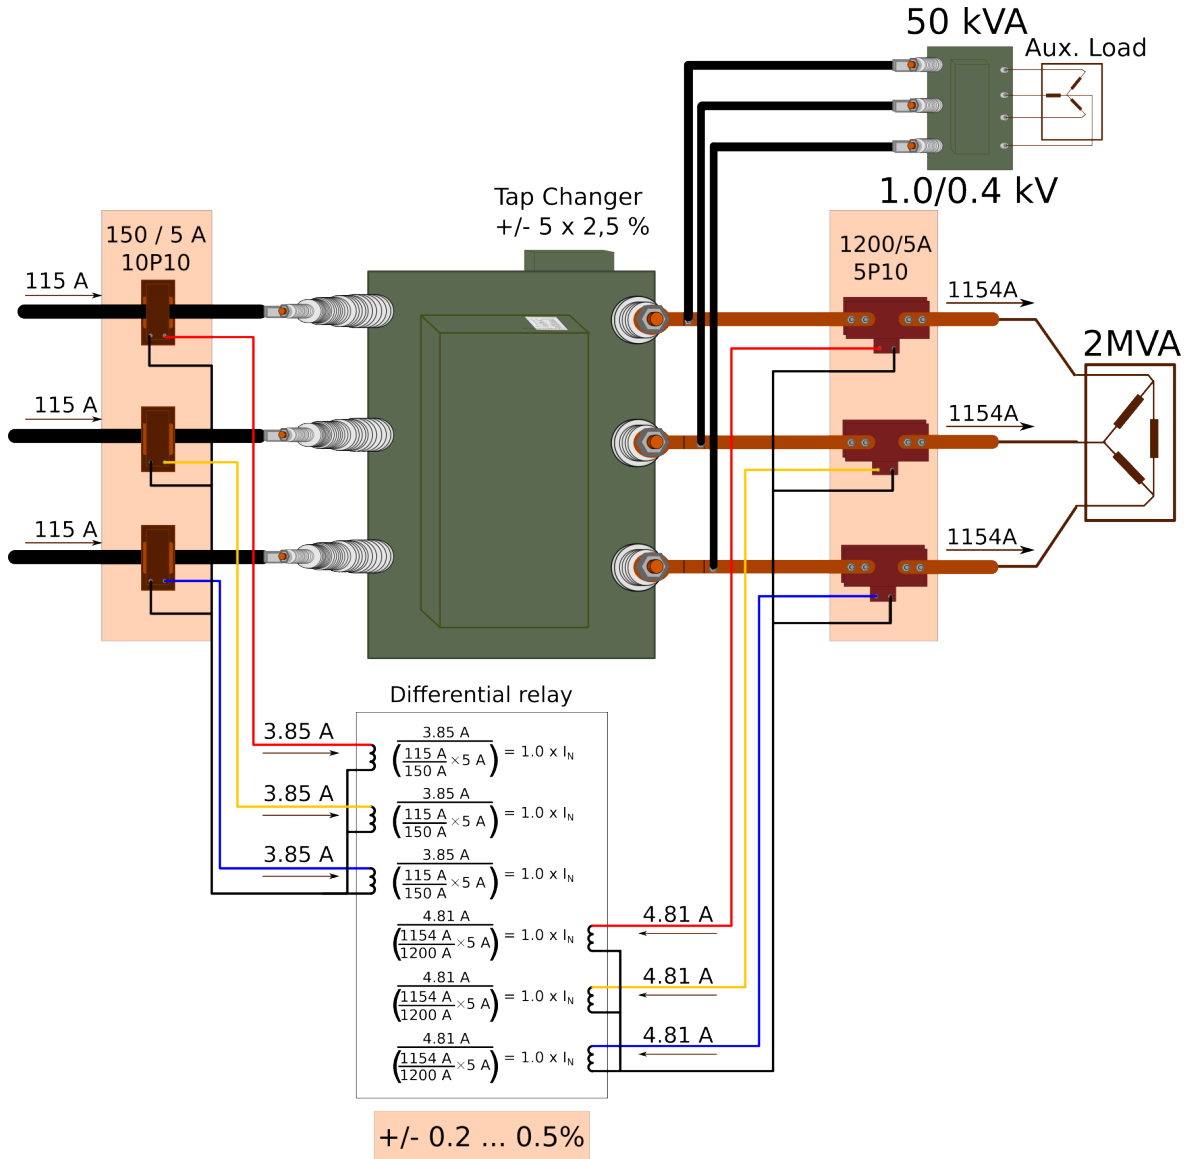 50 kVA
Aux. Load
1.0/0.4 kV
Tap Changer
+/- 5 x 2,5 %
150 / 5 A
10P10
1200/5A
5P10
115 A
1154A
2MVA
115 A
1154A
115 A
1154A
Differential relay
3.85 A
3.85 A
115 A
150 A
×5 A
= 1.0 x IN
3.85 A
3.85 A
115 A
150 A
×5 A
= 1.0 x IN
3.85 A
3.85 A
115 A
150 A
×5 A
= 1.0 x IN
4.81 A
1154 A
1200 A
×5 A
= 1.0 x IN
4.81 A
4.81 A
1154 A
1200 A
×5 A
= 1.0 x IN
4.81 A
4.81 A
1154 A
1200 A
×5 A
= 1.0 x IN
4.81 A
+/- 0.2 ... 0.5%